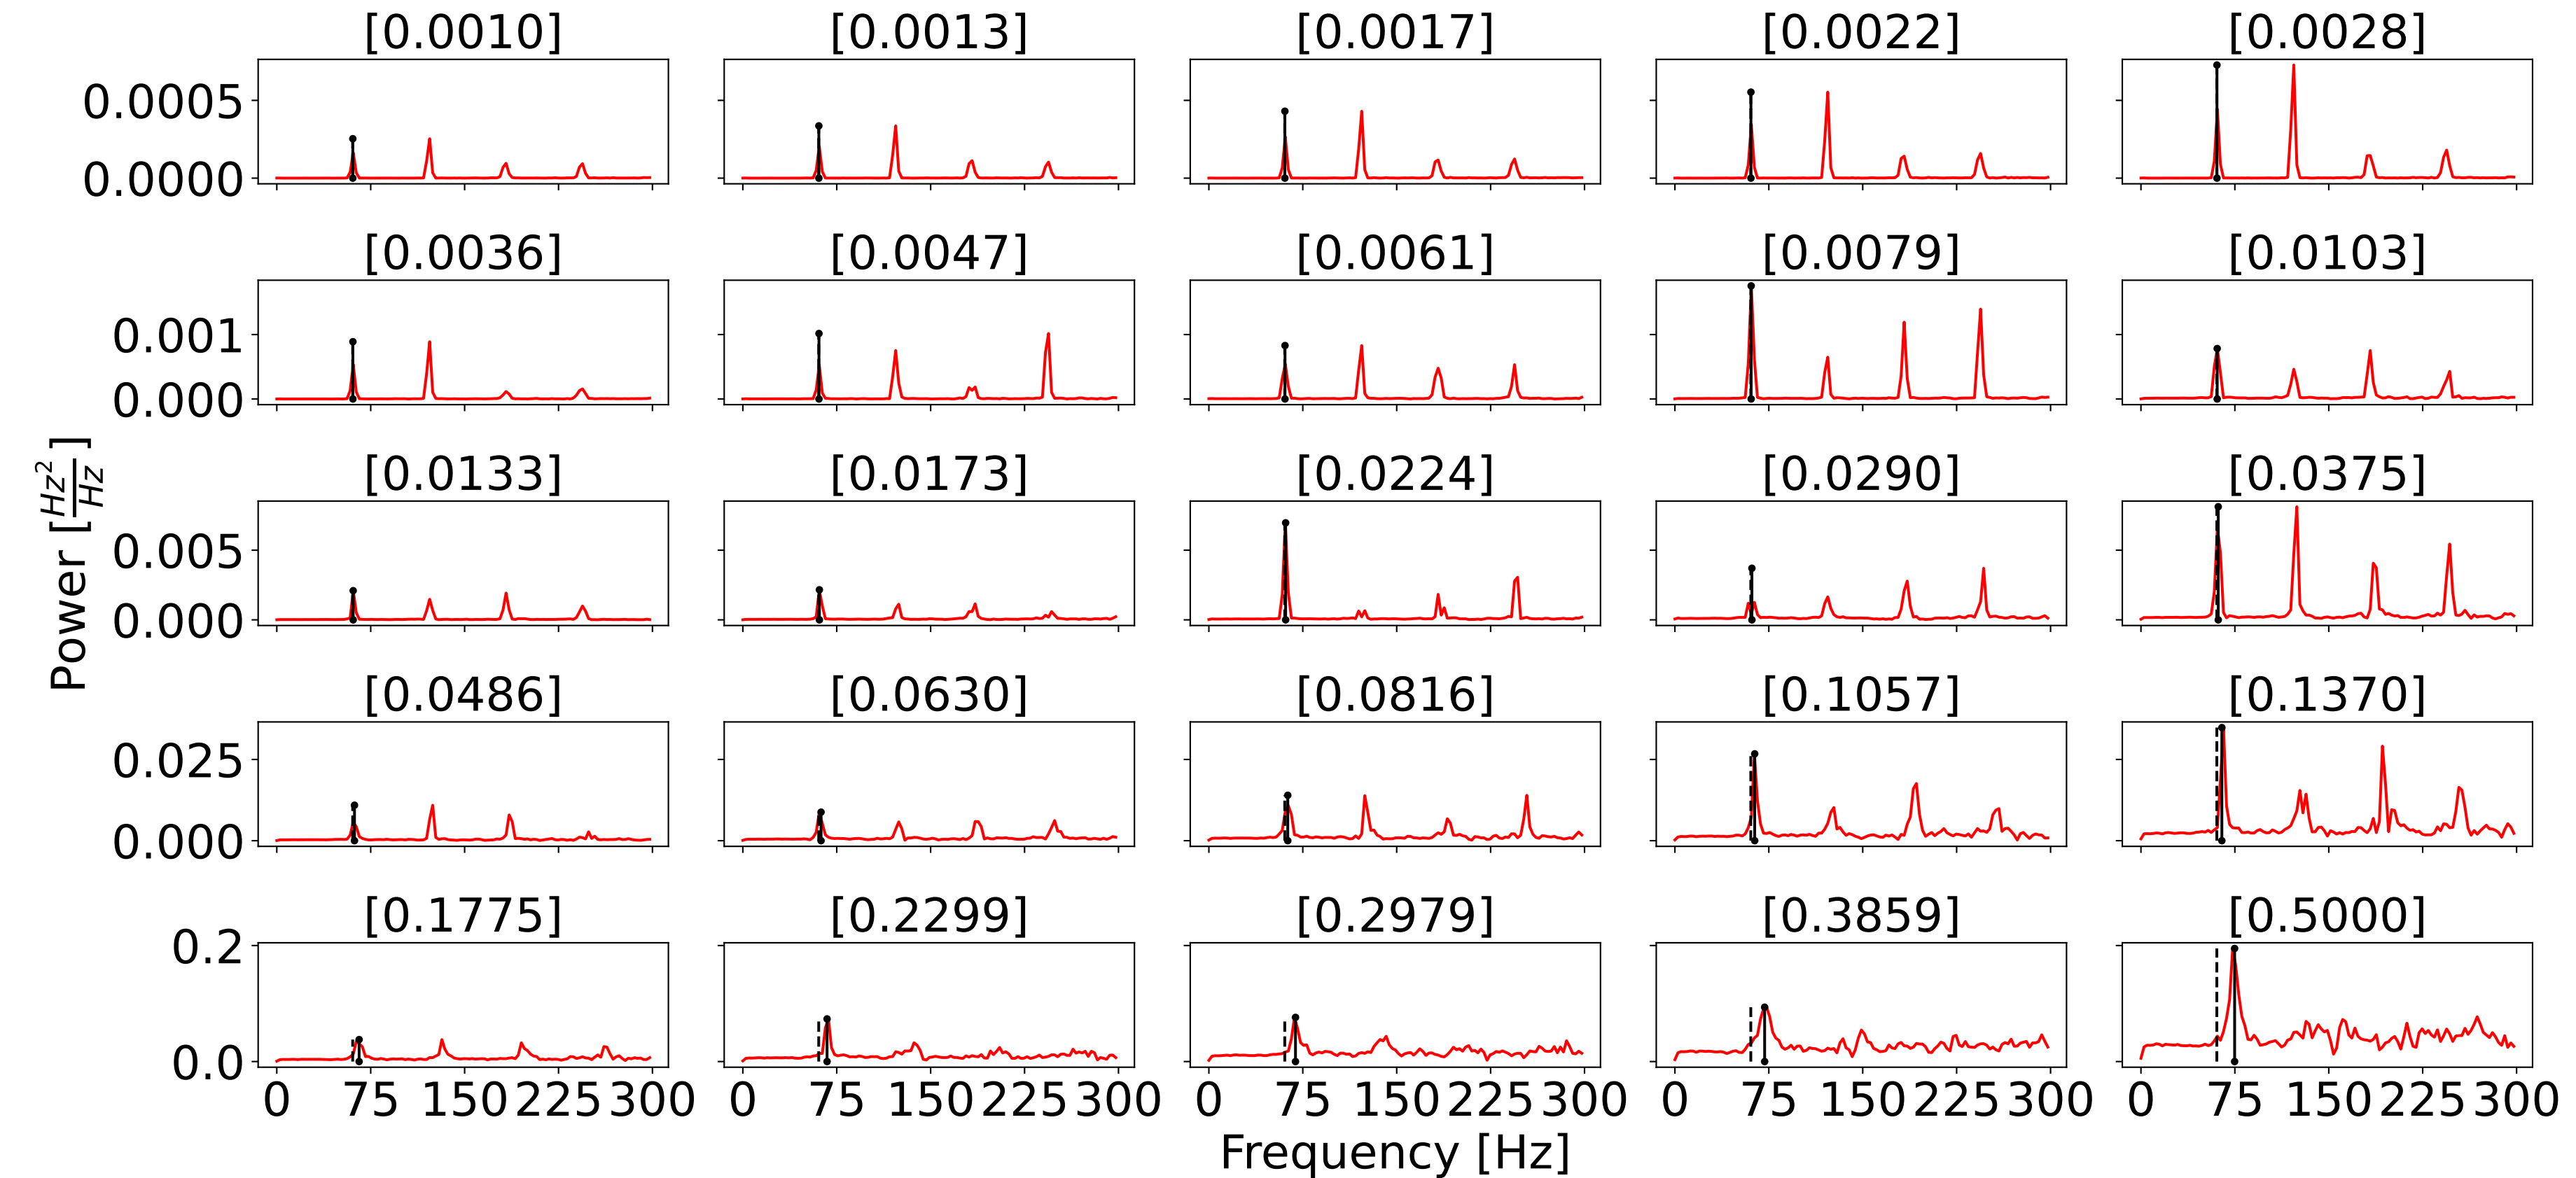 [0.0010] [0.0013] [0.0017] [0.0022] [0.0028]
0.0005
0.0000
[0.0036] [0.0047] [0.0061] [0.0079] [0.0103]
0.001
0.000
Power [Hz²/Hz]
[0.0133] [0.0173] [0.0224] [0.0290] [0.0375]
0.005
0.000
[0.0486] [0.0630] [0.0816] [0.1057] [0.1370]
0.025
0.000
[0.1775] [0.2299] [0.2979] [0.3859] [0.5000]
0.2
0.0
0 75 150 225 300 0 75 150 225 300 0 75 150 225 300 0 75 150 225 300 0 75 150 225 300
Frequency [Hz]